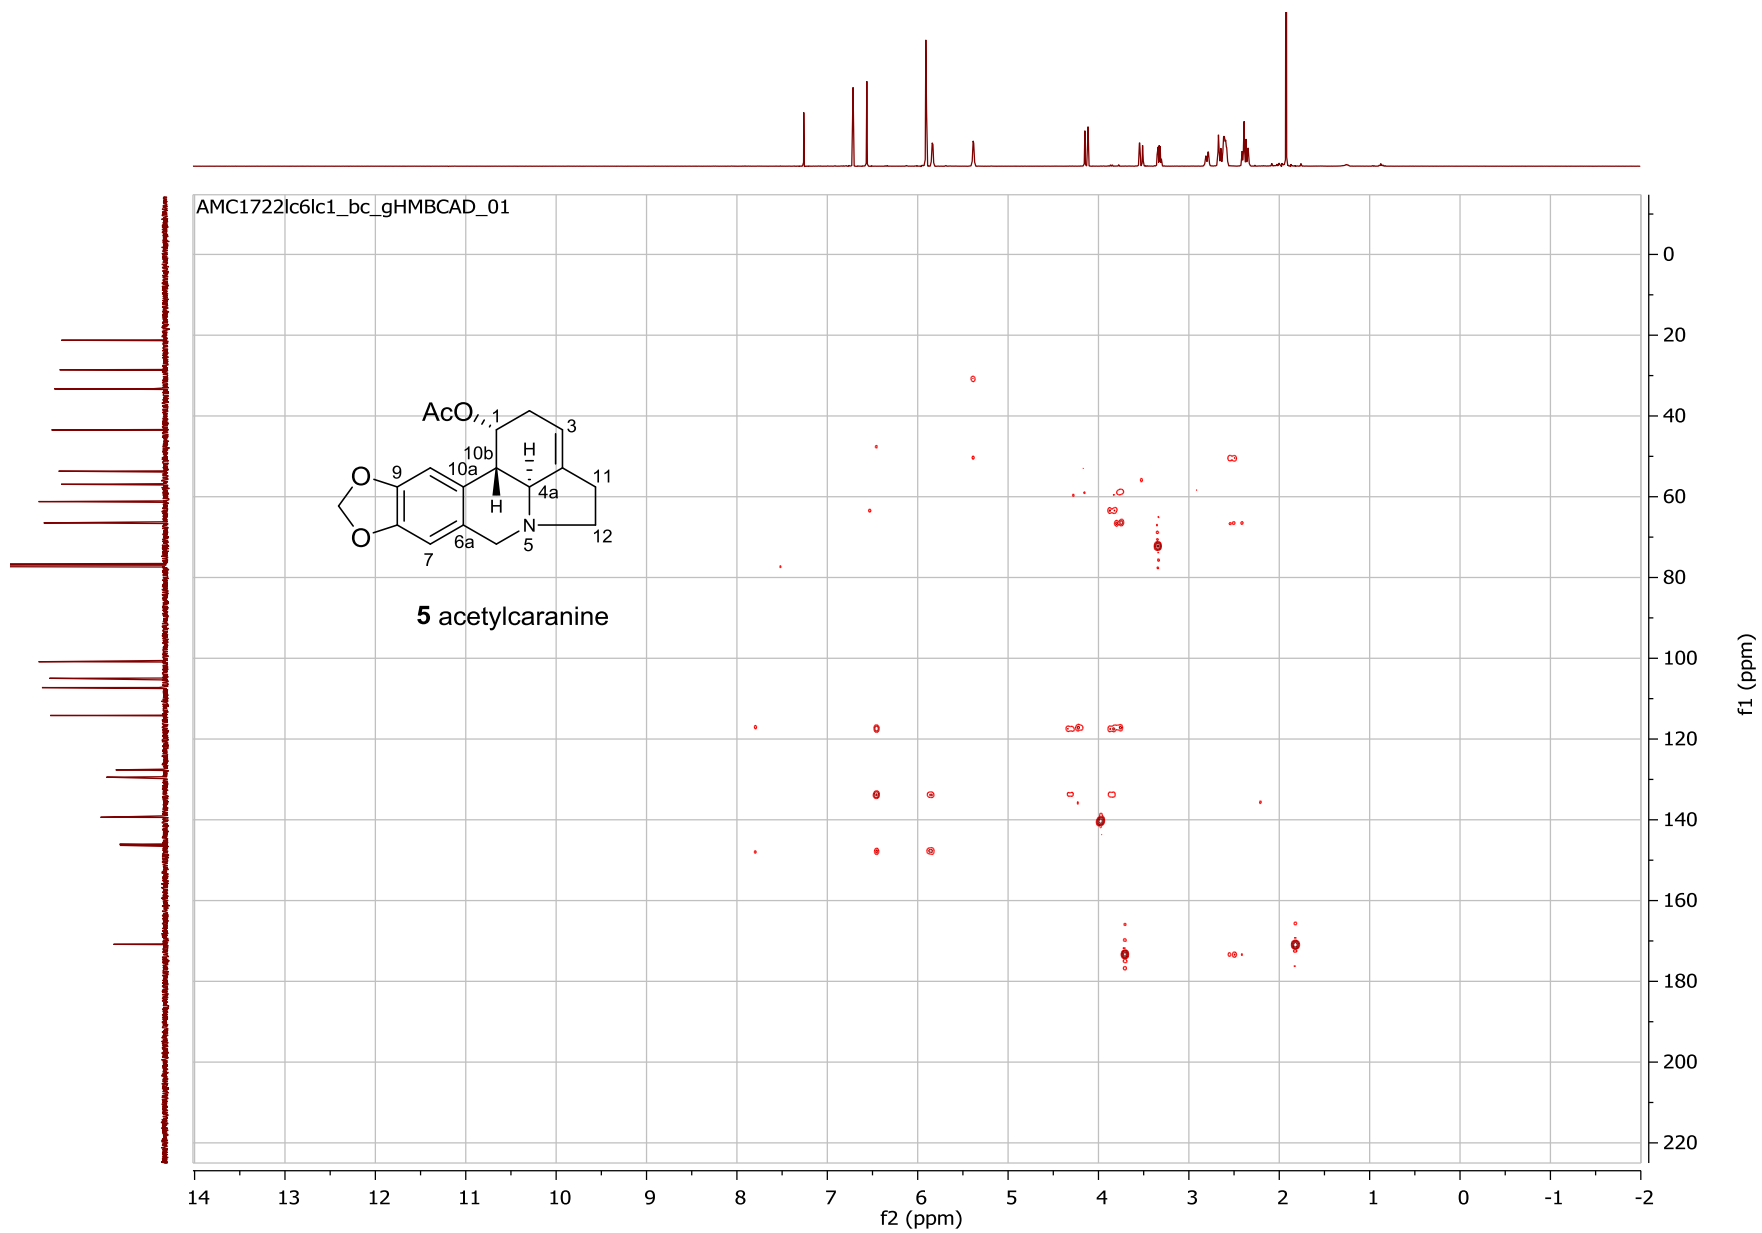 AMC1722lc6lc1_bc_gHMBCAD_01
AcO
1
3
H
10b
9
10a
11
O
4a
H
N
O
6a
5
12
7
5 acetylcaranine
0
20
40
60
80
100
120
140
160
180
200
220
f1 (ppm)
14 13 12 11 10 9 8 7 6 5 4 3 2 1 0 -1 -2
f2 (ppm)